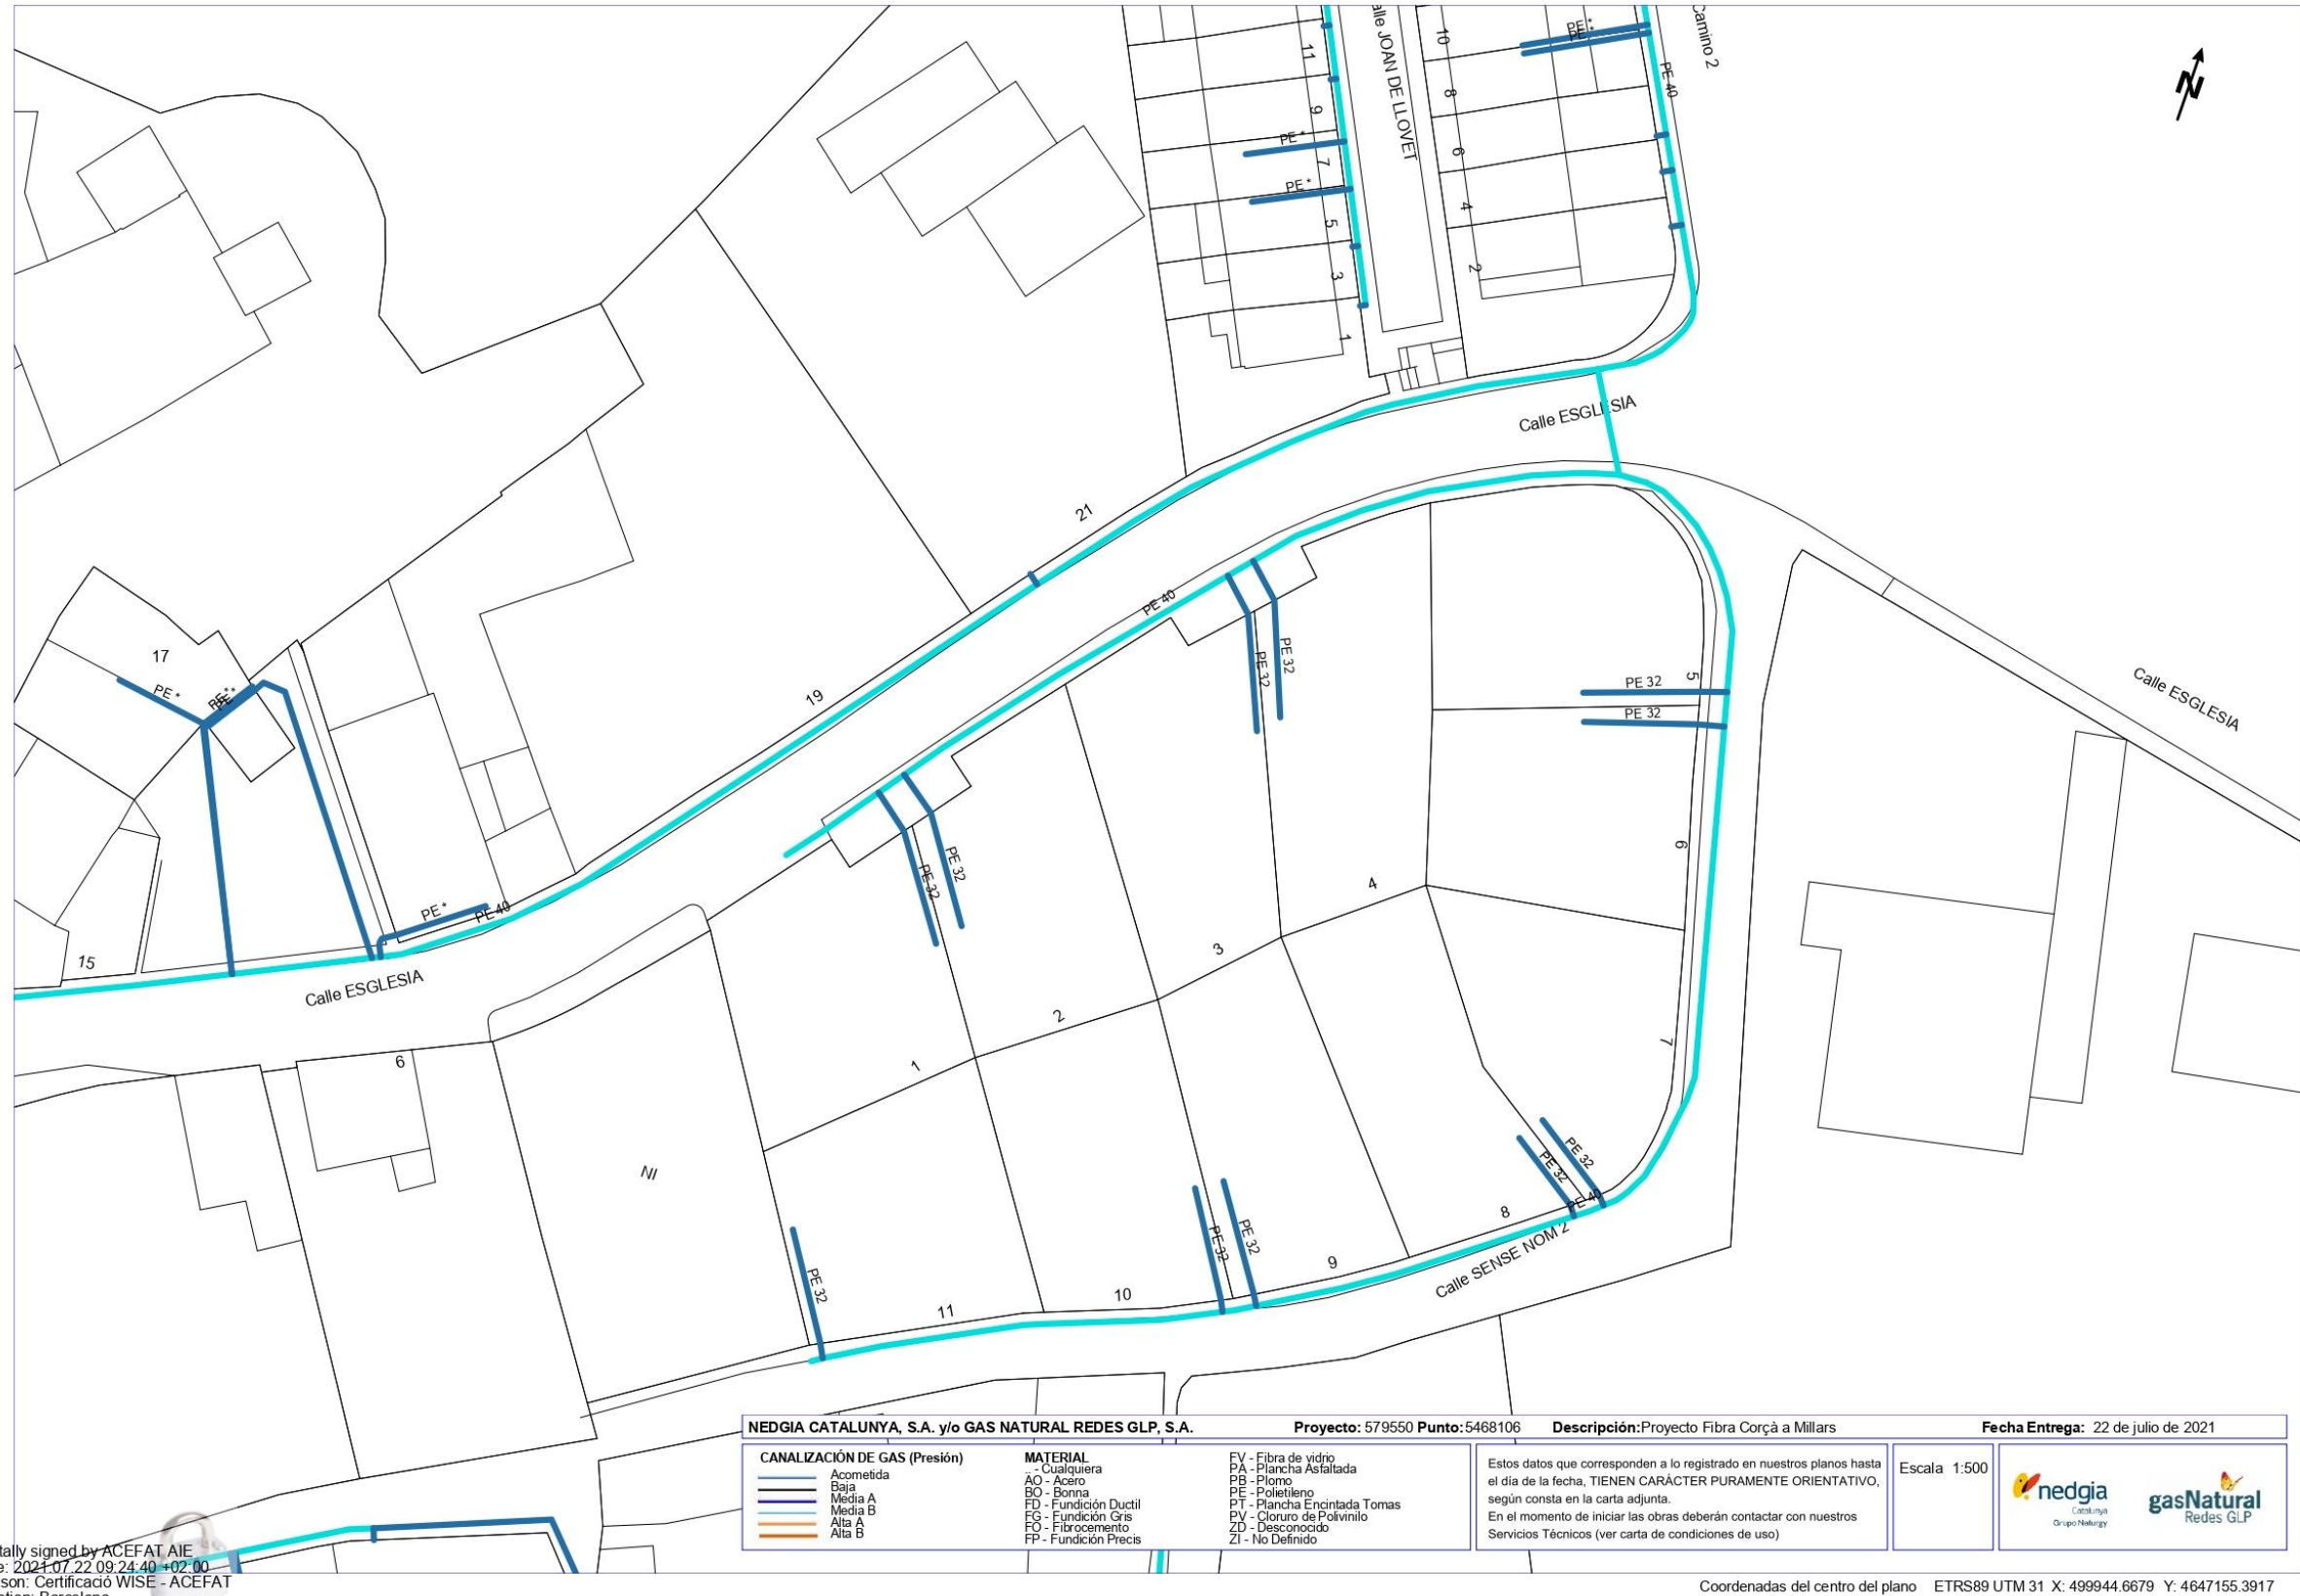 Calle JOAN DE LLOVET
Camino 2
11
9
7
5
3
1
10
8
6
4
2
PE *
PE *
PE 40
N
Calle ESGLESIA
21
19
PE 40
17
PE *
15
PE *
PE 40
Calle ESGLESIA
6
NI
PE 32
PE 32
PE 32
PE 32
PE 32
PE 32
5
6
7
Calle ESGLESIA
4
3
2
1
PE 32
PE 32
PE 40
8
9
10
11
PE 32
PE 32
PE 32
Calle SENSE NOM 2
NEDGIA CATALUNYA, S.A. y/o GAS NATURAL REDES GLP, S.A. Proyecto: 579550 Punto:5468106 Descripción:Proyecto Fibra Corçà a Millars Fecha Entrega: 22 de julio de 2021
CANALIZACIÓN DE GAS (Presión)
Acometida
Baja
Media A
Media B
Alta A
Alta B
MATERIAL
.. - Cualquiera
AO - Acero
BO - Bonna
FD - Fundición Ductil
FG - Fundición Gris
FO - Fibrocemento
FP - Fundición Precis
FV - Fibra de vidrio
PA - Plancha Asfaltada
PB - Plomo
PE - Polietileno
PT - Plancha Encintada Tomas
PV - Cloruro de Polivinilo
ZD - Desconocido
ZI - No Definido
Estos datos que corresponden a lo registrado en nuestros planos hasta
el día de la fecha, TIENEN CARÁCTER PURAMENTE ORIENTATIVO,
según consta en la carta adjunta.
En el momento de iniciar las obras deberán contactar con nuestros
Servicios Técnicos (ver carta de condiciones de uso)
Escala 1:500
nedgia
Catalunya
Grupo Naturgy
gasNatural
Redes GLP
tally signed by ACEFAT AIE
e: 2021.07.22 09:24:40 +02:00
son: Certificació WISE - ACEFAT
Coordenadas del centro del plano ETRS89 UTM 31 X: 499944.6679 Y: 4647155.3917